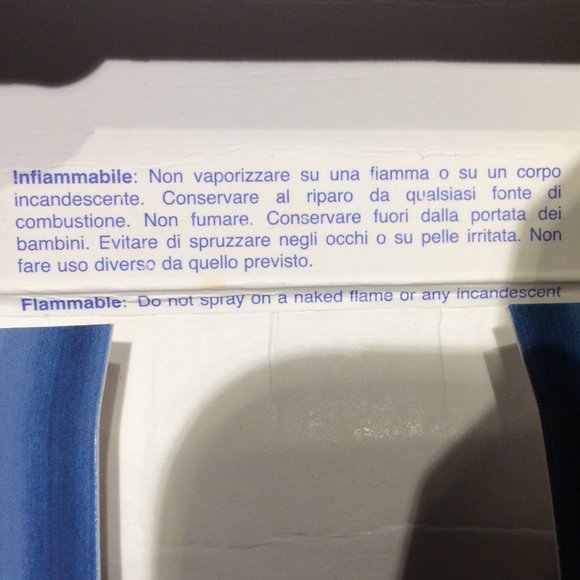 Infiammabile: Non vaporizzare su una fiamma o su un corpo
incandescente. Conservare al riparo da qualsiasi fonte di
combustione. Non fumare. Conservare fuori dalla portata dei
bambini. Evitare di spruzzare negli occhi o su pelle irritata. Non
fare uso diverso da quello previsto.
Flammable: Do not spray on a naked flame or any incandescent